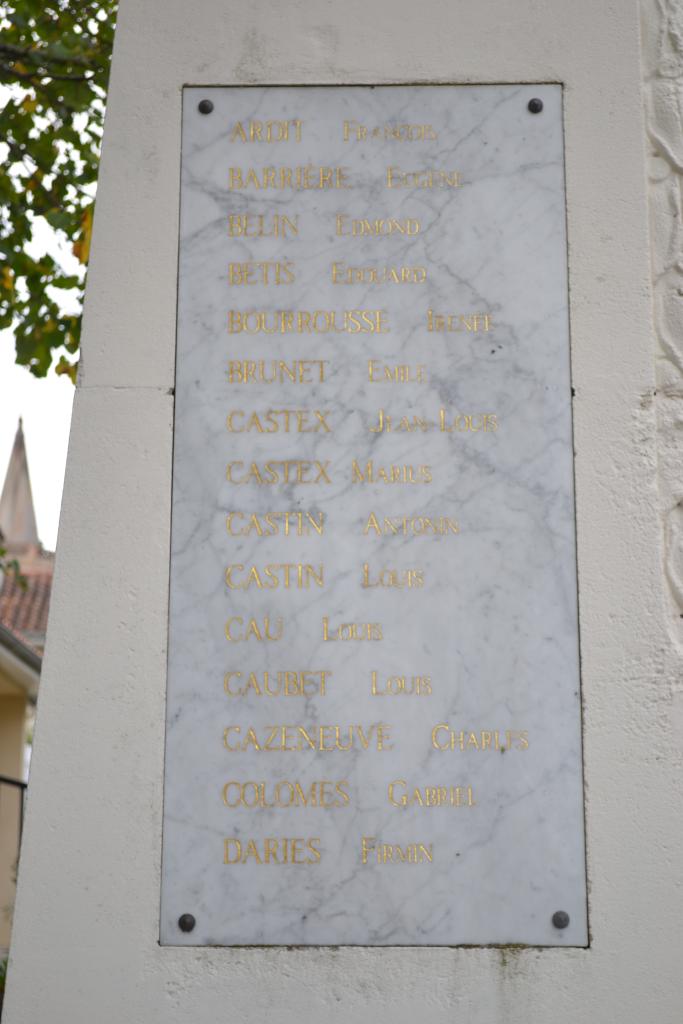 ARDIT FRANÇOIS
BARRIÈRE EUGÈNE
BELIN EDMOND
BETIS EDOUARD
BOURROUSSE IRENÉE
BRUNET EMILE
CASTEX JEAN-LOUIS
CASTEX MARIUS
CASTIN ANTONIN
CASTIN LOUIS
CAU LOUIS
CAUBET LOUIS
CAZENEUVE CHARLES
COLOMES GABRIEL
DARIES FIRMIN